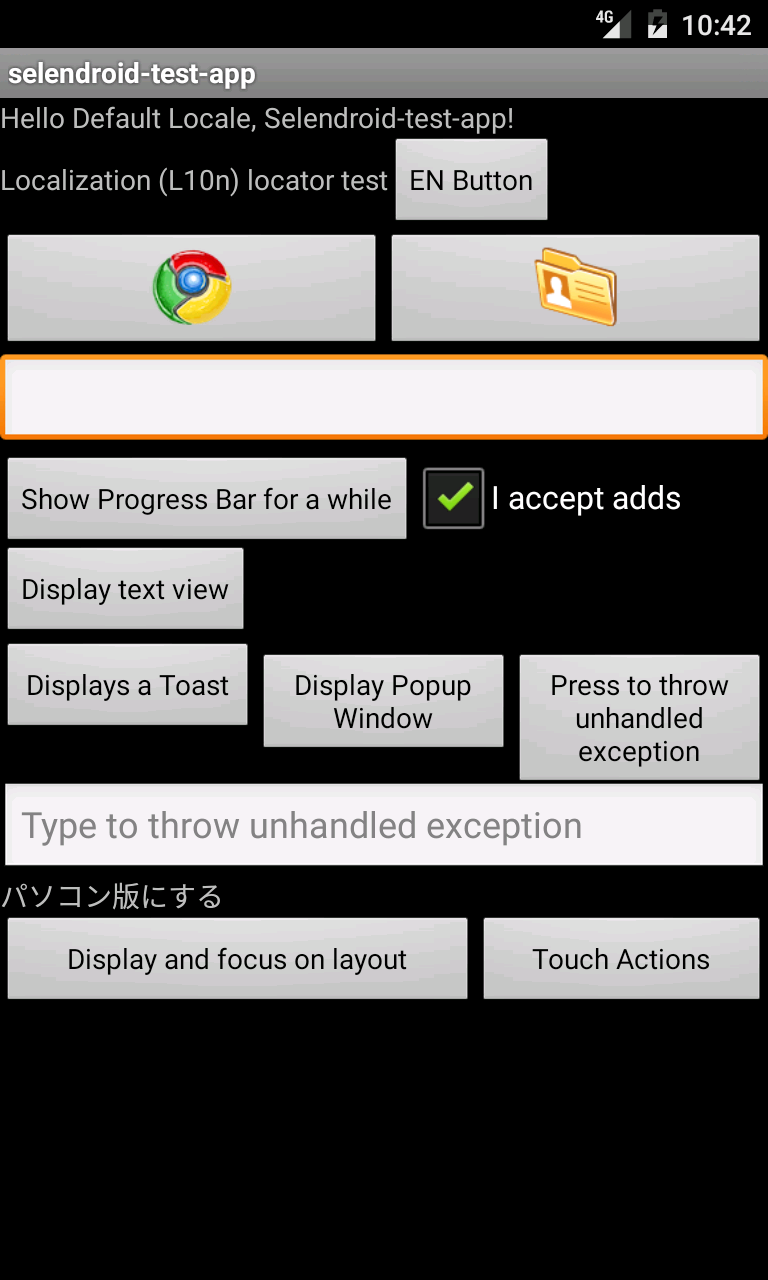 4G 10:42
selendroid-test-app
Hello Default Locale, Selendroid-test-app!
Localization (L10n) locator test EN Button
Show Progress Bar for a while I accept adds
Display text view
Displays a Toast
Display Popup
Window
Press to throw
unhandled
exception
Type to throw unhandled exception
パソコン版にする
Display and focus on layout Touch Actions